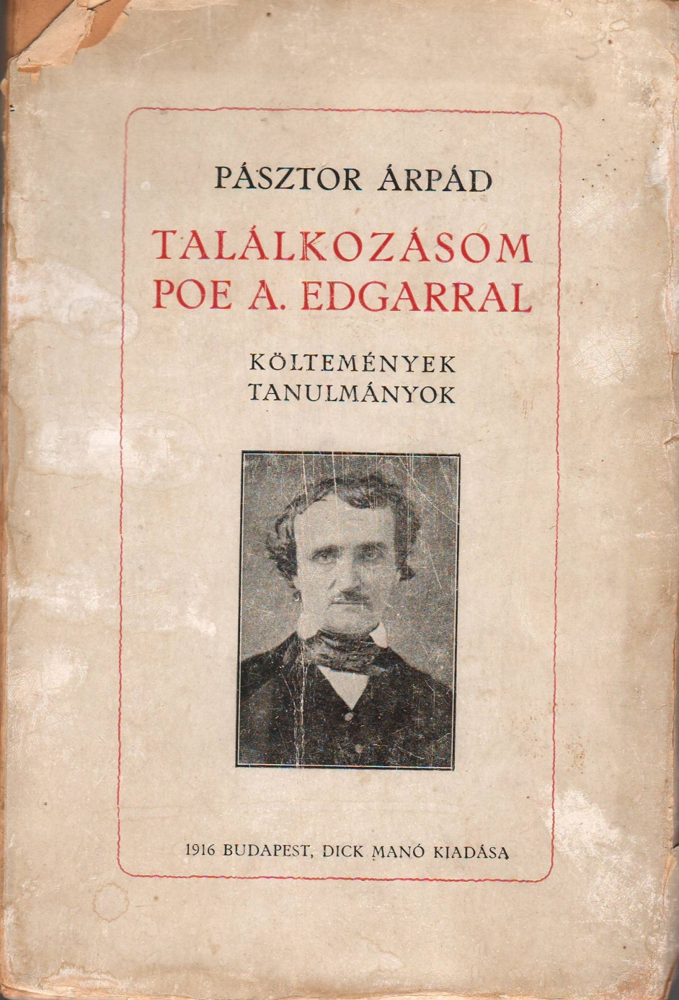 PÁSZTOR ÁRPÁD
TALÁLKOZÁSOM
POE A. EDGARRAL
KÖLTEMÉNYEK
TANULMÁNYOK
1916 BUDAPEST, DICK MANÓ KIADÁSA